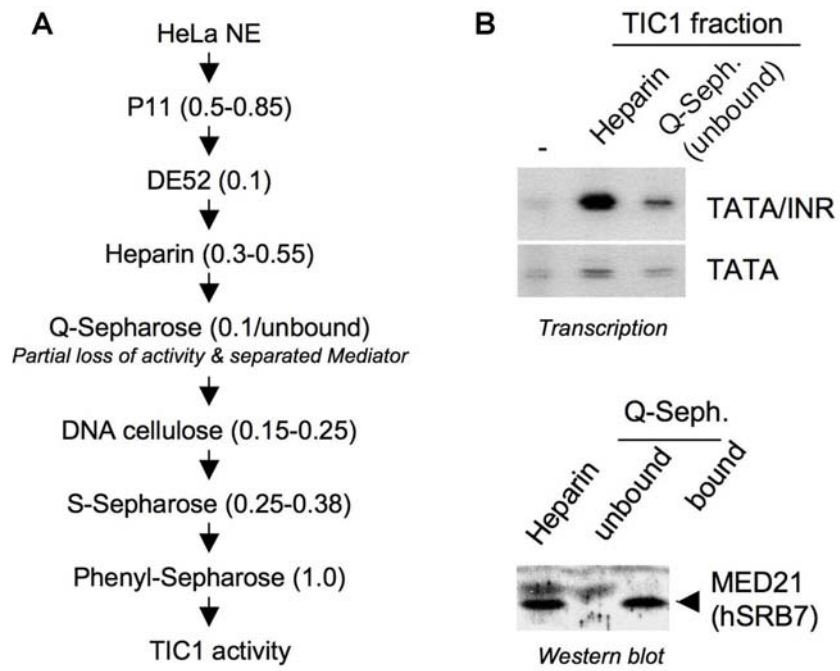 A
HeLa NE
P11 (0.5-0.85)
DE52 (0.1)
Heparin (0.3-0.55)
Q-Sepharose (0.1/unbound)
Partial loss of activity & separated Mediator
DNA cellulose (0.15-0.25)
S-Sepharose (0.25-0.38)
Phenyl-Sepharose (1.0)
TIC1 activity
B
TIC1 fraction
-
Heparin
Q-Seph.
(unbound)
TATA/INR
TATA
Transcription
Q-Seph.
Heparin
unbound
bound
MED21
(hSRB7)
Western blot